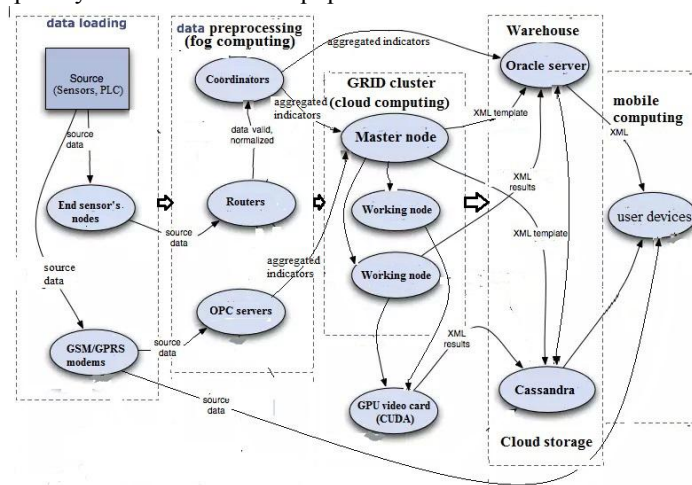 data loading
Source
(Sensors, PLC)
source
data
End sensor's
nodes
source
data
source
data
GSM/GPRS
modems
source
data
data preprocessing
(fog computing)
Coordinators
data valid,
normalized
Routers
aggregated
indicators
OPC servers
source
data
aggregated indicators
aggregated
indicators
GRID cluster
(cloud computing)
Master node
Working node
Working node
GPU video card
(CUDA)
XML template
XML
results
XML template
XML
results
Warehouse
Oracle server
Cassandra
Cloud storage
mobile
computing
XML
user devices
source
data